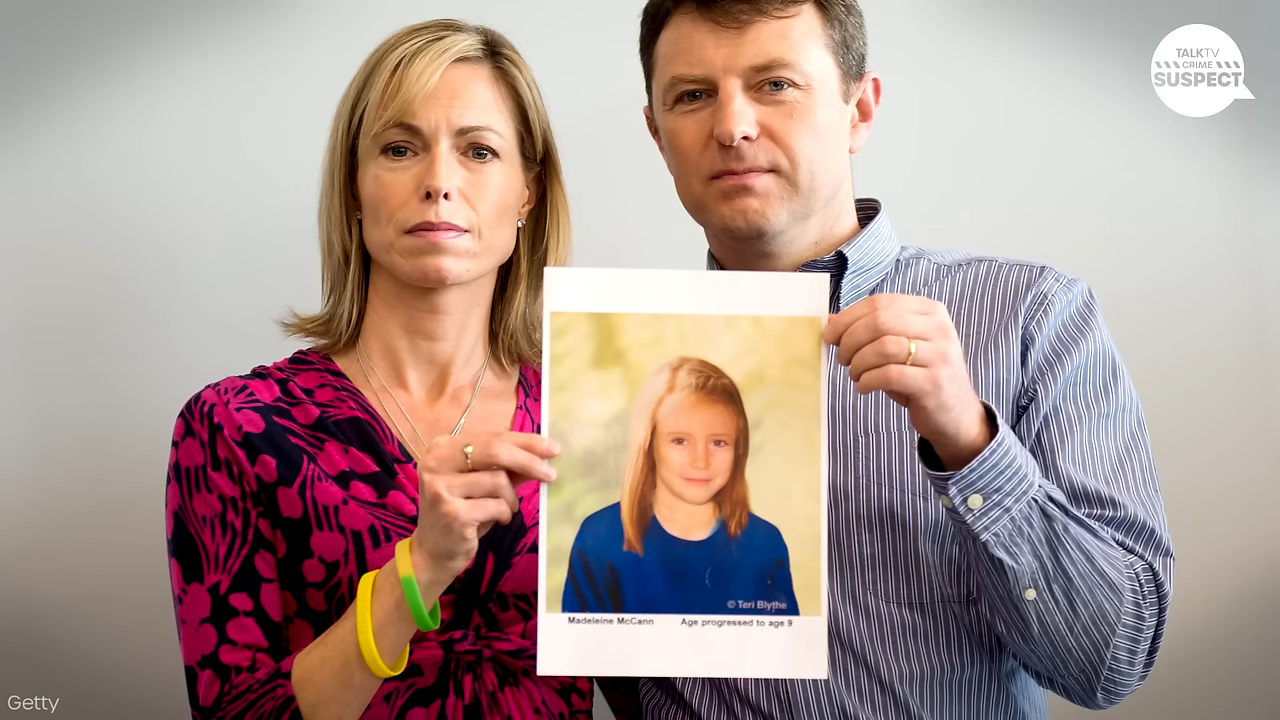 TALKTV
CRIME
SUSPECT
© Teri Blythe
Madeleine McCann Age progressed to age 9
Getty